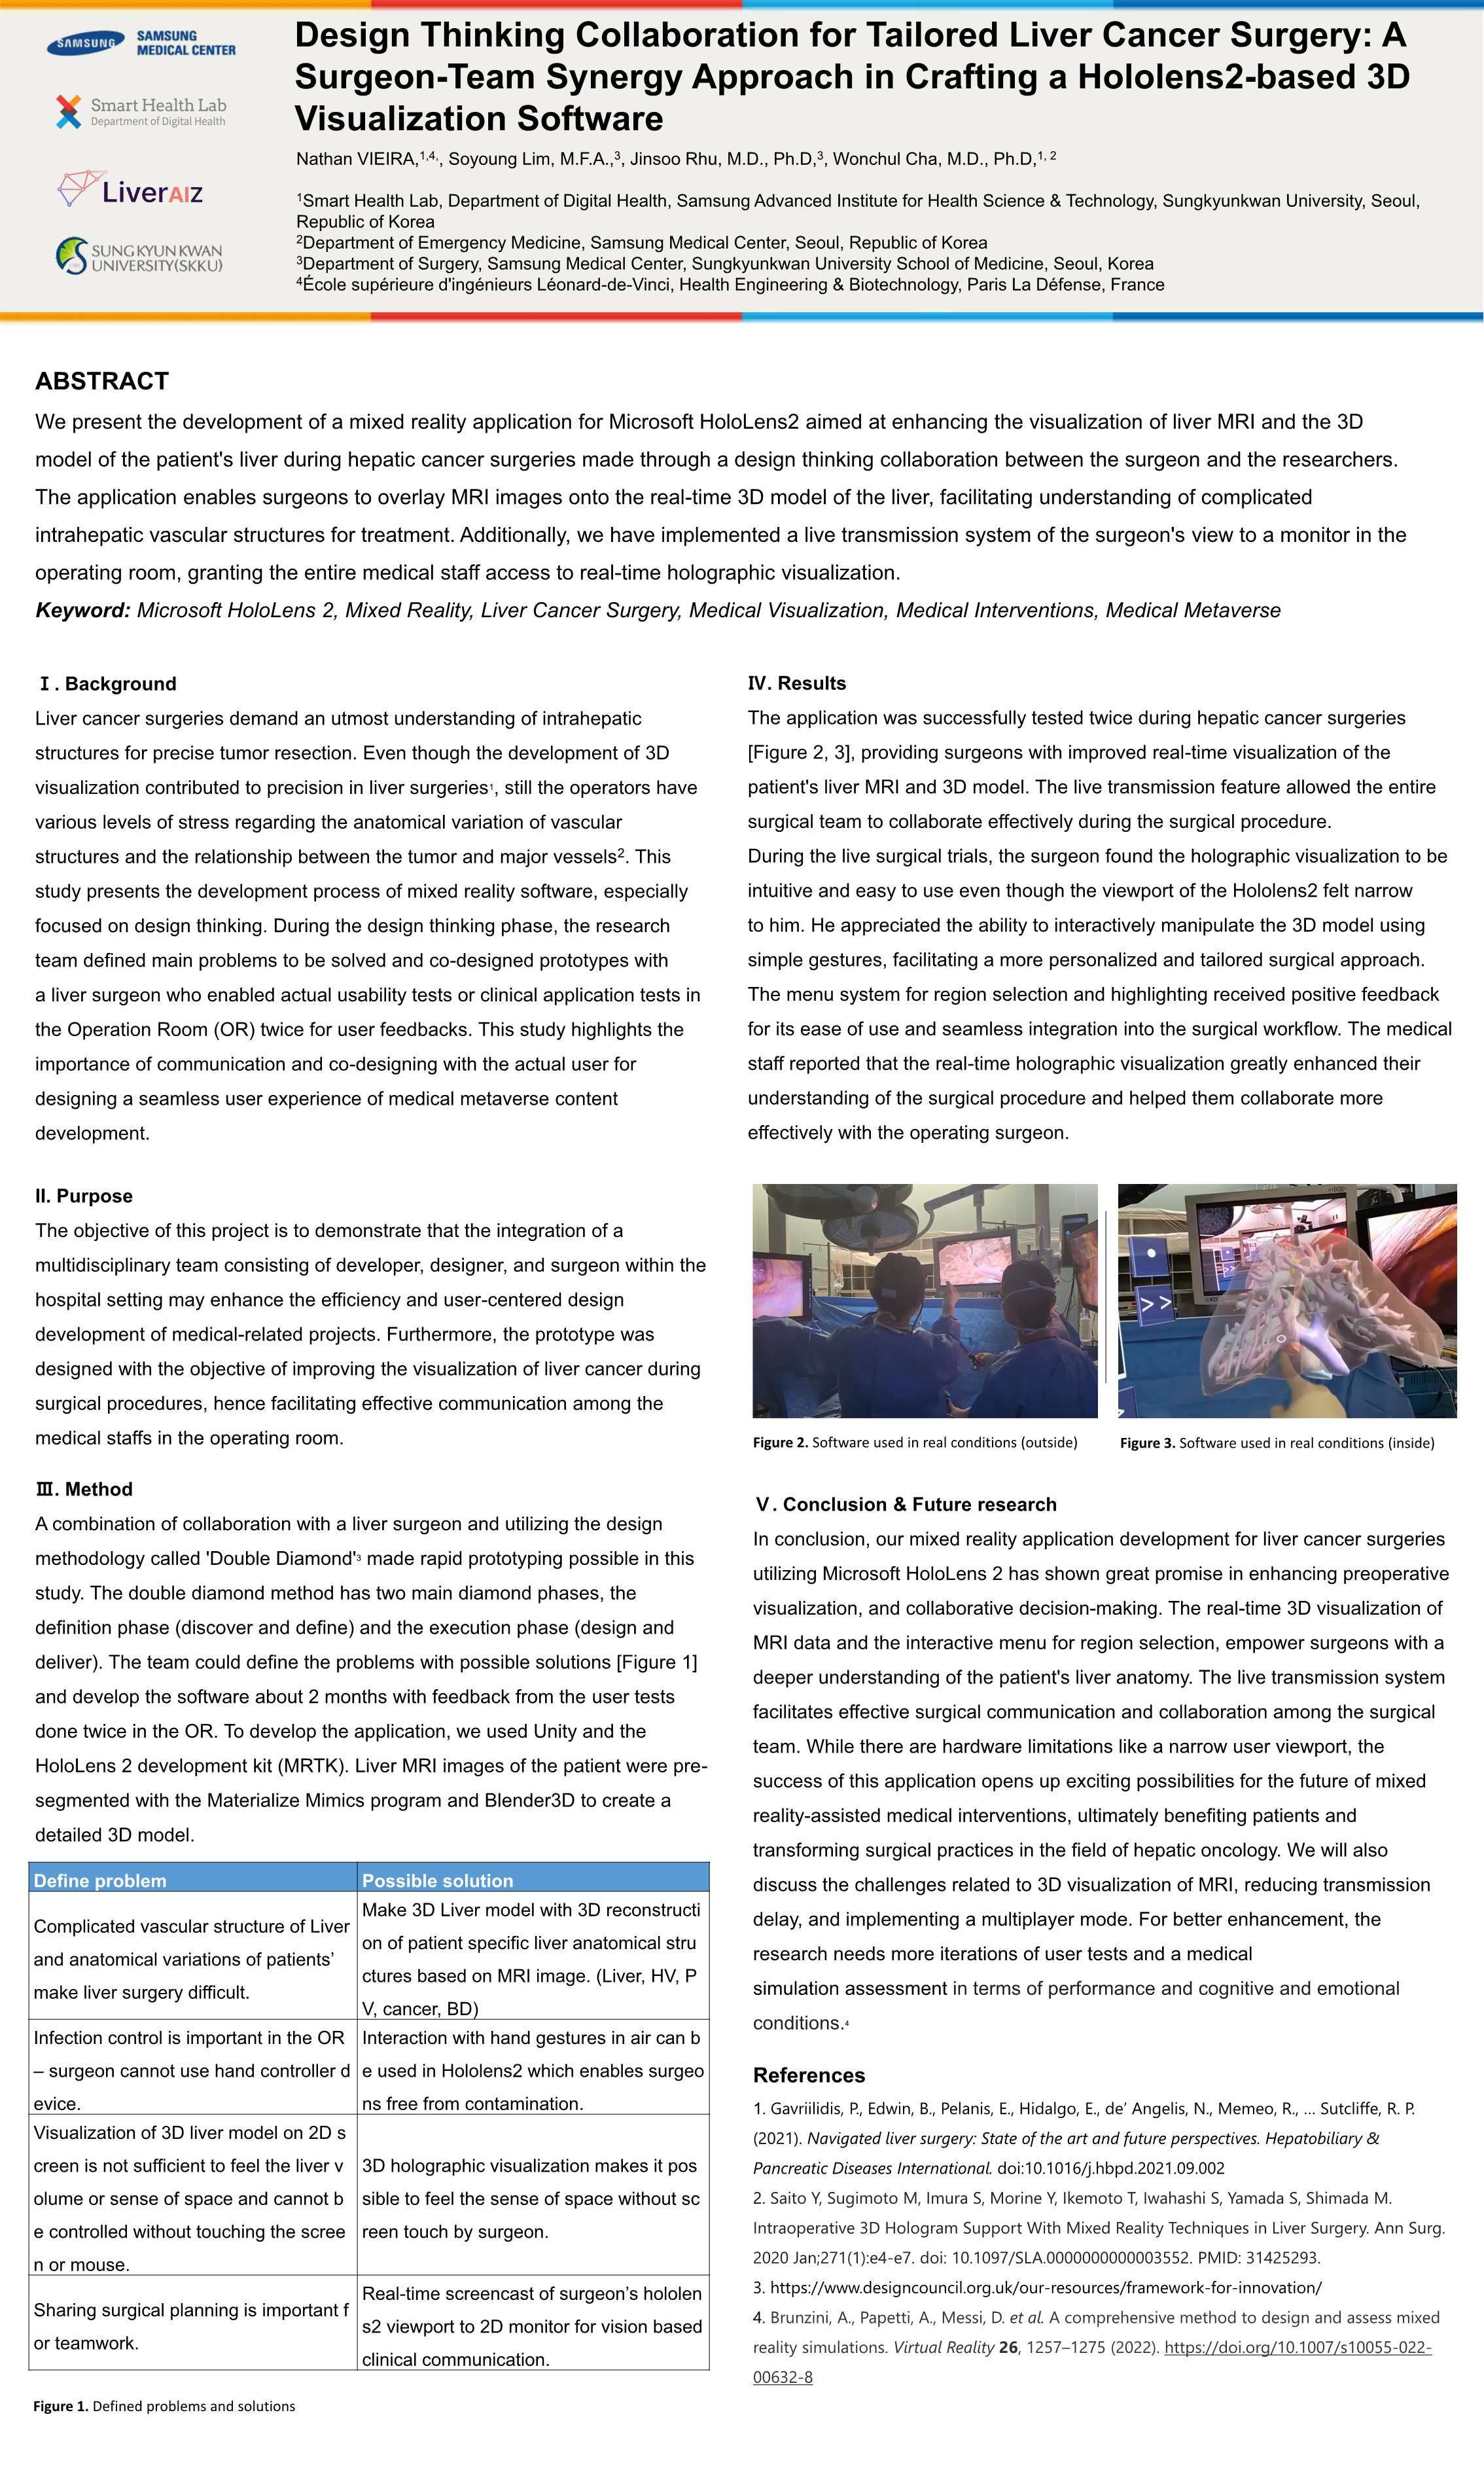 SAMSUNG
SAMSUNG
MEDICAL CENTER
Smart Health Lab
Department of Digital Health
LiverAIZ
SUNG KYUN KWAN
UNIVERSITY(SKKU)
Design Thinking Collaboration for Tailored Liver Cancer Surgery: A
Surgeon-Team Synergy Approach in Crafting a Hololens2-based 3D
Visualization Software
Nathan VIEIRA,1,4,, Soyoung Lim, M.F.A.,3, Jinsoo Rhu, M.D., Ph.D,3, Wonchul Cha, M.D., Ph.D,1, 2
1Smart Health Lab, Department of Digital Health, Samsung Advanced Institute for Health Science & Technology, Sungkyunkwan University, Seoul,
Republic of Korea
2Department of Emergency Medicine, Samsung Medical Center, Seoul, Republic of Korea
3Department of Surgery, Samsung Medical Center, Sungkyunkwan University School of Medicine, Seoul, Korea
4École supérieure d'ingénieurs Léonard-de-Vinci, Health Engineering & Biotechnology, Paris La Défense, France
ABSTRACT
We present the development of a mixed reality application for Microsoft HoloLens2 aimed at enhancing the visualization of liver MRI and the 3D
model of the patient's liver during hepatic cancer surgeries made through a design thinking collaboration between the surgeon and the researchers.
The application enables surgeons to overlay MRI images onto the real-time 3D model of the liver, facilitating understanding of complicated
intrahepatic vascular structures for treatment. Additionally, we have implemented a live transmission system of the surgeon's view to a monitor in the
operating room, granting the entire medical staff access to real-time holographic visualization.
Keyword: Microsoft HoloLens 2, Mixed Reality, Liver Cancer Surgery, Medical Visualization, Medical Interventions, Medical Metaverse
Ⅰ. Background
Liver cancer surgeries demand an utmost understanding of intrahepatic
structures for precise tumor resection. Even though the development of 3D
visualization contributed to precision in liver surgeries1, still the operators have
various levels of stress regarding the anatomical variation of vascular
structures and the relationship between the tumor and major vessels2. This
study presents the development process of mixed reality software, especially
focused on design thinking. During the design thinking phase, the research
team defined main problems to be solved and co-designed prototypes with
a liver surgeon who enabled actual usability tests or clinical application tests in
the Operation Room (OR) twice for user feedbacks. This study highlights the
importance of communication and co-designing with the actual user for
designing a seamless user experience of medical metaverse content
development.
II. Purpose
The objective of this project is to demonstrate that the integration of a
multidisciplinary team consisting of developer, designer, and surgeon within the
hospital setting may enhance the efficiency and user-centered design
development of medical-related projects. Furthermore, the prototype was
designed with the objective of improving the visualization of liver cancer during
surgical procedures, hence facilitating effective communication among the
medical staffs in the operating room.
Ⅲ. Method
A combination of collaboration with a liver surgeon and utilizing the design
methodology called 'Double Diamond'3 made rapid prototyping possible in this
study. The double diamond method has two main diamond phases, the
definition phase (discover and define) and the execution phase (design and
deliver). The team could define the problems with possible solutions [Figure 1]
and develop the software about 2 months with feedback from the user tests
done twice in the OR. To develop the application, we used Unity and the
HoloLens 2 development kit (MRTK). Liver MRI images of the patient were pre-
segmented with the Materialize Mimics program and Blender3D to create a
detailed 3D model.
Define problem
Possible solution
Complicated vascular structure of Liver
and anatomical variations of patients’
make liver surgery difficult.
Make 3D Liver model with 3D reconstructi
on of patient specific liver anatomical stru
ctures based on MRI image. (Liver, HV, P
V, cancer, BD)
Infection control is important in the OR
– surgeon cannot use hand controller d
evice.
Interaction with hand gestures in air can b
e used in Hololens2 which enables surgeo
ns free from contamination.
Visualization of 3D liver model on 2D s
creen is not sufficient to feel the liver v
olume or sense of space and cannot b
e controlled without touching the scree
n or mouse.
3D holographic visualization makes it pos
sible to feel the sense of space without sc
reen touch by surgeon.
Sharing surgical planning is important f
or teamwork.
Real-time screencast of surgeon’s hololen
s2 viewport to 2D monitor for vision based
clinical communication.
Figure 1. Defined problems and solutions
Ⅳ. Results
The application was successfully tested twice during hepatic cancer surgeries
[Figure 2, 3], providing surgeons with improved real-time visualization of the
patient's liver MRI and 3D model. The live transmission feature allowed the entire
surgical team to collaborate effectively during the surgical procedure.
During the live surgical trials, the surgeon found the holographic visualization to be
intuitive and easy to use even though the viewport of the Hololens2 felt narrow
to him. He appreciated the ability to interactively manipulate the 3D model using
simple gestures, facilitating a more personalized and tailored surgical approach.
The menu system for region selection and highlighting received positive feedback
for its ease of use and seamless integration into the surgical workflow. The medical
staff reported that the real-time holographic visualization greatly enhanced their
understanding of the surgical procedure and helped them collaborate more
effectively with the operating surgeon.
>>
>>
Figure 2. Software used in real conditions (outside)
Figure 3. Software used in real conditions (inside)
Ⅴ. Conclusion & Future research
In conclusion, our mixed reality application development for liver cancer surgeries
utilizing Microsoft HoloLens 2 has shown great promise in enhancing preoperative
visualization, and collaborative decision-making. The real-time 3D visualization of
MRI data and the interactive menu for region selection, empower surgeons with a
deeper understanding of the patient's liver anatomy. The live transmission system
facilitates effective surgical communication and collaboration among the surgical
team. While there are hardware limitations like a narrow user viewport, the
success of this application opens up exciting possibilities for the future of mixed
reality-assisted medical interventions, ultimately benefiting patients and
transforming surgical practices in the field of hepatic oncology. We will also
discuss the challenges related to 3D visualization of MRI, reducing transmission
delay, and implementing a multiplayer mode. For better enhancement, the
research needs more iterations of user tests and a medical
simulation assessment in terms of performance and cognitive and emotional
conditions.4
References
1. Gavriilidis, P., Edwin, B., Pelanis, E., Hidalgo, E., de’ Angelis, N., Memeo, R., … Sutcliffe, R. P.
(2021). Navigated liver surgery: State of the art and future perspectives. Hepatobiliary &
Pancreatic Diseases International. doi:10.1016/j.hbpd.2021.09.002
2. Saito Y, Sugimoto M, Imura S, Morine Y, Ikemoto T, Iwahashi S, Yamada S, Shimada M.
Intraoperative 3D Hologram Support With Mixed Reality Techniques in Liver Surgery. Ann Surg.
2020 Jan;271(1):e4-e7. doi: 10.1097/SLA.0000000000003552. PMID: 31425293.
3. https://www.designcouncil.org.uk/our-resources/framework-for-innovation/
4. Brunzini, A., Papetti, A., Messi, D. et al. A comprehensive method to design and assess mixed
reality simulations. Virtual Reality 26, 1257–1275 (2022). https://doi.org/10.1007/s10055-022-
00632-8